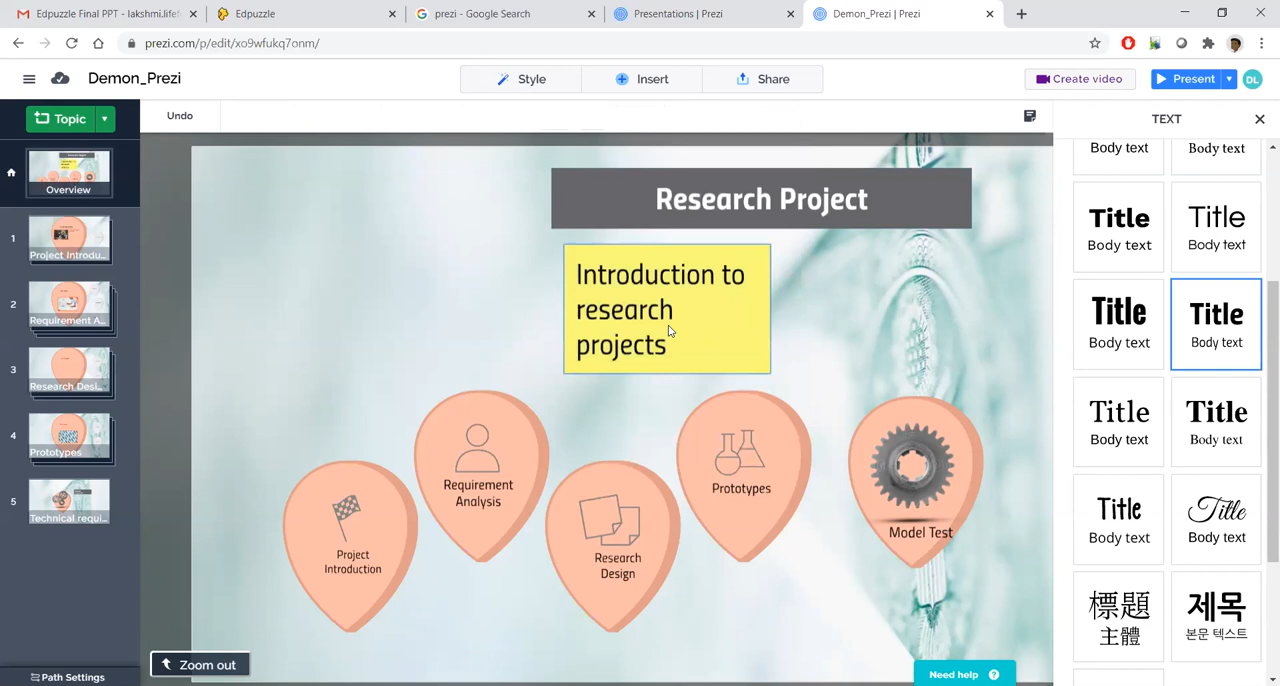 Edpuzzle Final PPT - lakshmi.lifef
Edpuzzle
prezi - Google Search
Presentations | Prezi
Demon_Prezi | Prezi
prezi.com/p/edit/xo9wfukq7onm/
Demon_Prezi
Style
Insert
Share
Create video
Present
DL
Topic
Undo
TEXT
Overview
1
Project Introdu...
2
Requirement A...
3
Research Desi...
4
Prototypes
5
Technical requi...
Path Settings
Research Project
Introduction to
research
projects
Project
Introduction
Requirement
Analysis
Research
Design
Prototypes
Model Test
Zoom out
Need help ?
Body text
Body text
Title
Body text
Title
Body text
Title
Body text
Title
Body text
Title
Body text
Title
Body text
Title
Body text
Title
Body text
標題
主體
제목
본문 텍스트